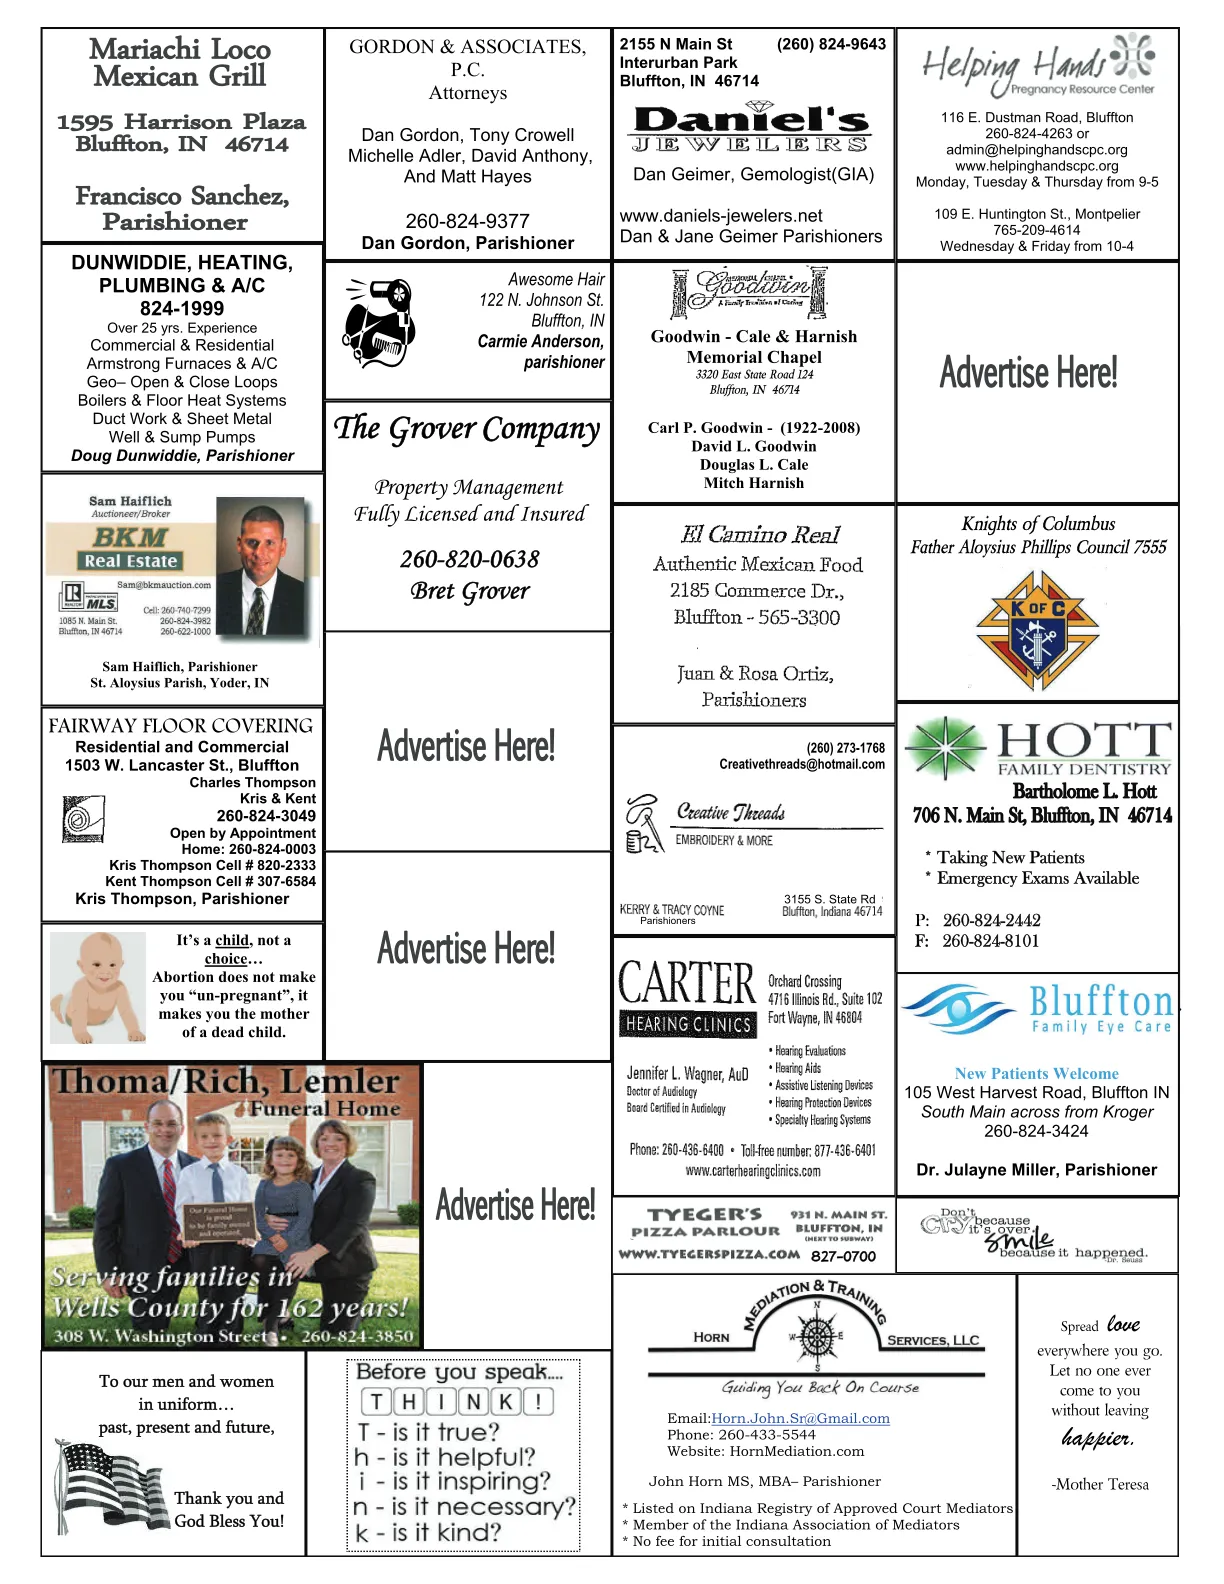 Mariachi Loco
Mexican Grill
1595 Harrison Plaza
Bluffton, IN 46714
Francisco Sanchez,
Parishioner
GORDON & ASSOCIATES,
P.C.
Attorneys
Dan Gordon, Tony Crowell
Michelle Adler, David Anthony,
And Matt Hayes
260-824-9377
Dan Gordon, Parishioner
2155 N Main St (260) 824-9643
Interurban Park
Bluffton, IN 46714
Daniel's
JEWELERS
Dan Geimer, Gemologist(GIA)
www.daniels-jewelers.net
Dan & Jane Geimer Parishioners
Helping Hands
Pregnancy Resource Center
116 E. Dustman Road, Bluffton
260-824-4263 or
admin@helpinghandscpc.org
www.helpinghandscpc.org
Monday, Tuesday & Thursday from 9-5
109 E. Huntington St., Montpelier
765-209-4614
Wednesday & Friday from 10-4
DUNWIDDIE, HEATING,
PLUMBING & A/C
824-1999
Over 25 yrs. Experience
Commercial & Residential
Armstrong Furnaces & A/C
Geo– Open & Close Loops
Boilers & Floor Heat Systems
Duct Work & Sheet Metal
Well & Sump Pumps
Doug Dunwiddie, Parishioner
Awesome Hair
122 N. Johnson St.
Bluffton, IN
Carmie Anderson,
parishioner
Goodwin
A Family Tradition of Caring
Goodwin - Cale & Harnish
Memorial Chapel
3320 East State Road 124
Bluffton, IN 46714
Carl P. Goodwin - (1922-2008)
David L. Goodwin
Douglas L. Cale
Mitch Harnish
Advertise Here!
The Grover Company
Property Management
Fully Licensed and Insured
260-820-0638
Bret Grover
Sam Haiflich
Auctioneer/Broker
BKM
Real Estate
Sam@bkmauction.com
REALTOR
MLS
Cell: 260-740-7299
1085 N. Main St. 260-824-3982
Bluffton, IN 46714 260-622-1000
Sam Haiflich, Parishioner
St. Aloysius Parish, Yoder, IN
El Camino Real
Authentic Mexican Food
2185 Commerce Dr.,
Bluffton - 565-3300
Juan & Rosa Ortiz,
Parishioners
Knights of Columbus
Father Aloysius Phillips Council 7555
K OF C
Advertise Here!
FAIRWAY FLOOR COVERING
Residential and Commercial
1503 W. Lancaster St., Bluffton
Charles Thompson
Kris & Kent
260-824-3049
Open by Appointment
Home: 260-824-0003
Kris Thompson Cell # 820-2333
Kent Thompson Cell # 307-6584
Kris Thompson, Parishioner
(260) 273-1768
Creativethreads@hotmail.com
Creative Threads
EMBROIDERY & MORE
3155 S. State Rd
KERRY & TRACY COYNE Bluffton, Indiana 46714
Parishioners
HOTT
FAMILY DENTISTRY
Bartholome L. Hott
706 N. Main St, Bluffton, IN 46714
* Taking New Patients
* Emergency Exams Available
P: 260-824-2442
F: 260-824-8101
Advertise Here!
It's a child, not a
choice…
Abortion does not make
you “un-pregnant”, it
makes you the mother
of a dead child.
CARTER
HEARING CLINICS
Orchard Crossing
4716 Illinois Rd., Suite 102
Fort Wayne, IN 46804
Jennifer L. Wagner, AuD
Doctor of Audiology
Board Certified in Audiology
• Hearing Evaluations
• Hearing Aids
• Assistive Listening Devices
• Hearing Protection Devices
• Specialty Hearing Systems
Phone: 260-436-6400 • Toll-free number: 877-436-6401
www.carterhearingclinics.com
Bluffton
Family Eye Care
New Patients Welcome
105 West Harvest Road, Bluffton IN
South Main across from Kroger
260-824-3424
Dr. Julayne Miller, Parishioner
Thoma/Rich, Lemler
Funeral Home
Our Funeral Home
is proud
to be family owned
and operated.
Serving families in
Wells County for 162 years!
308 W. Washington Street • 260-824-3850
Advertise Here!
TYEGER'S
PIZZA PARLOUR
931 N. MAIN ST.
BLUFFTON, IN
(NEXT TO SUBWAY)
WWW.TYEGERSPIZZA.COM 827-0700
Don't
cry because
it's over.
smile
because it happened.
-Dr. Seuss
To our men and women
in uniform…
past, present and future,
Thank you and
God Bless You!
Before you speak....
THINK!
T - is it true?
h - is it helpful?
i - is it inspiring?
n - is it necessary?
k - is it kind?
HORN
MEDIATION & TRAINING
SERVICES, LLC
N
W E
S
Guiding You Back On Course
Email:Horn.John.Sr@Gmail.com
Phone: 260-433-5544
Website: HornMediation.com
John Horn MS, MBA– Parishioner
* Listed on Indiana Registry of Approved Court Mediators
* Member of the Indiana Association of Mediators
* No fee for initial consultation
Spread love
everywhere you go.
Let no one ever
come to you
without leaving
happier.
-Mother Teresa